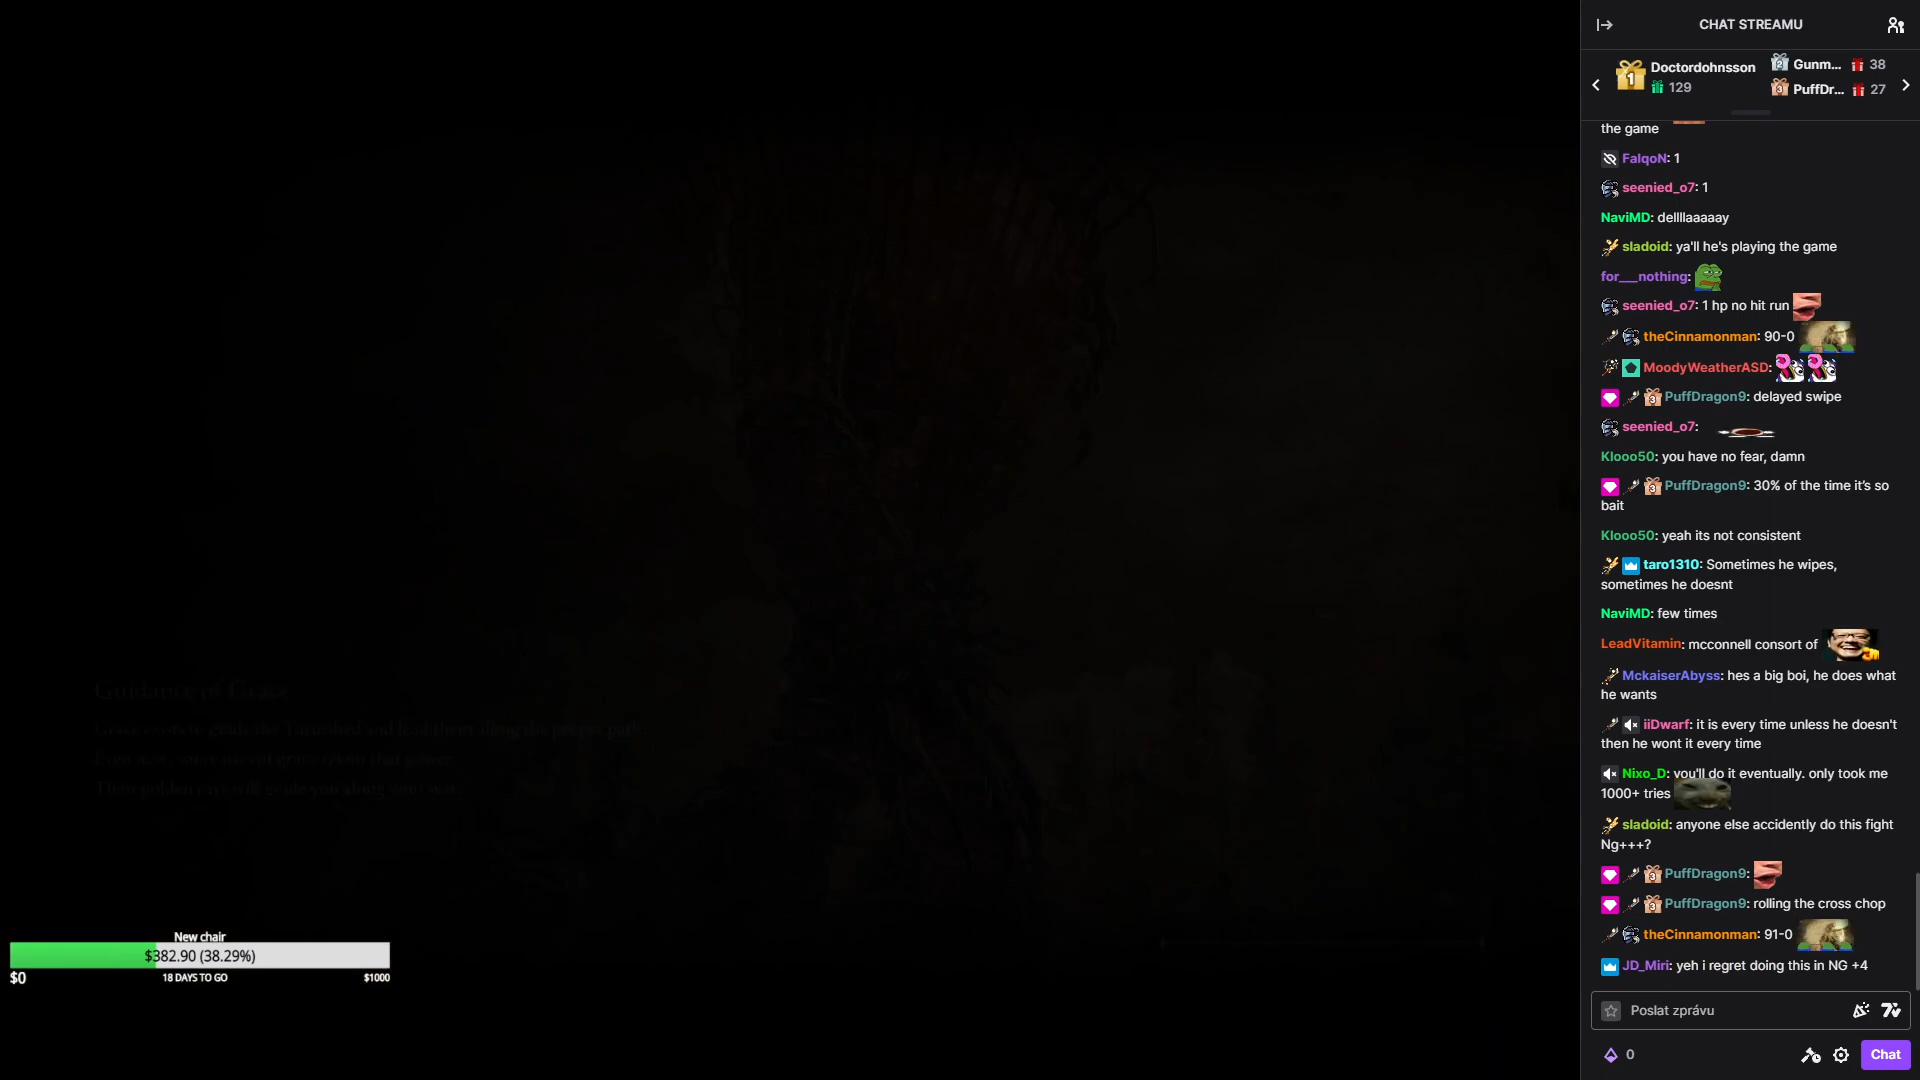 CHAT STREAMU
Doctordohnsson
129
Gunm... 38
PuffDr... 27
the game
FalqoN: 1
seenied_o7: 1
NaviMD: dellllaaaaay
sladoid: ya'll he's playing the game
for___nothing:
seenied_o7: 1 hp no hit run
theCinnamonman: 90-0
MoodyWeatherASD:
PuffDragon9: delayed swipe
seenied_o7:
Klooo50: you have no fear, damn
PuffDragon9: 30% of the time it's so
bait
Klooo50: yeah its not consistent
taro1310: Sometimes he wipes,
sometimes he doesnt
NaviMD: few times
LeadVitamin: mcconnell consort of
MckaiserAbyss: hes a big boi, he does what
he wants
iiDwarf: it is every time unless he doesn't
then he wont it every time
Nixo_D: you'll do it eventually. only took me
1000+ tries
sladoid: anyone else accidently do this fight
Ng+++?
PuffDragon9:
PuffDragon9: rolling the cross chop
theCinnamonman: 91-0
JD_Miri: yeh i regret doing this in NG +4
Poslat zprávu
0
Chat
Guidance of Grace
New chair
$382.90 (38.29%)
$0 18 DAYS TO GO $1000